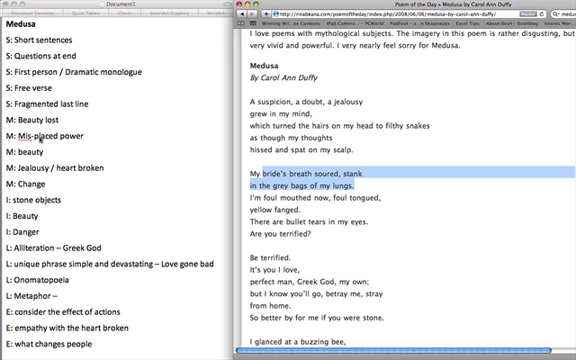 Document1
Medusa
S: Short sentences
S: Questions at end
S: First person / Dramatic monologue
S: Free verse
S: Fragmented last line
M: Beauty lost
M: Mis-placed power
M: beauty
M: Jealousy / heart broken
M: Change
I: stone objects
I: Beauty
I: Danger
L: Alliteration – Greek God
L: unique phrase simple and devastating – Love gone bad
L: Onomatopoeia
L: Metaphor –
E: consider the effect of actions
E: empathy with the heart broken
E: what changes people
Poem of the Day » Medusa by Carol Ann Duffy
I love poems with mythological subjects. The imagery in this poem is rather disgusting, but
very vivid and powerful. I very nearly feel sorry for Medusa.
Medusa
By Carol Ann Duffy
A suspicion, a doubt, a jealousy
grew in my mind,
which turned the hairs on my head to filthy snakes
as though my thoughts
hissed and spat on my scalp.
My bride's breath soured, stank
in the grey bags of my lungs.
I'm foul mouthed now, foul tongued,
yellow fanged.
There are bullet tears in my eyes.
Are you terrified?
Be terrified.
It's you I love,
perfect man, Greek God, my own;
but I know you'll go, betray me, stray
from home.
So better by for me if you were stone.
I glanced at a buzzing bee,